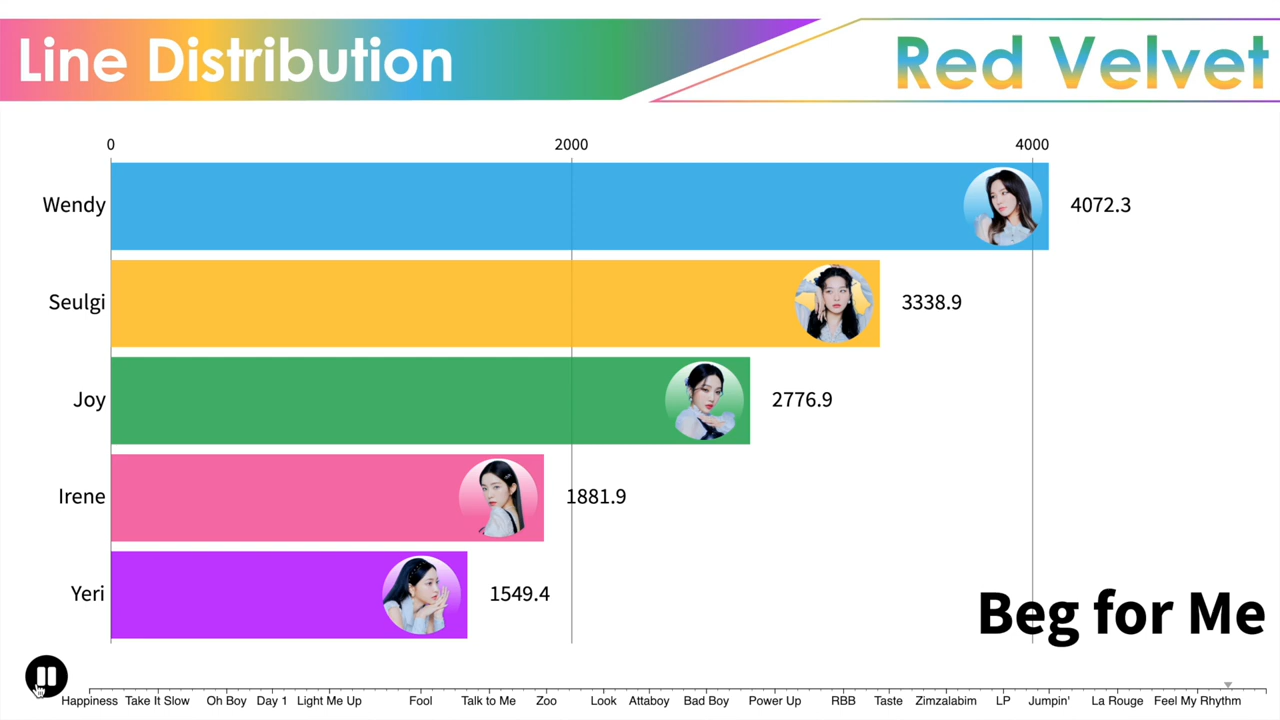 Line Distribution
Red Velvet
0 2000 4000
Wendy 4072.3
Seulgi 3338.9
Joy 2776.9
Irene 1881.9
Yeri 1549.4
Beg for Me
Happiness Take It Slow Oh Boy Day 1 Light Me Up Fool Talk to Me Zoo Look Attaboy Bad Boy Power Up RBB Taste Zimzalabim LP Jumpin' La Rouge Feel My Rhythm